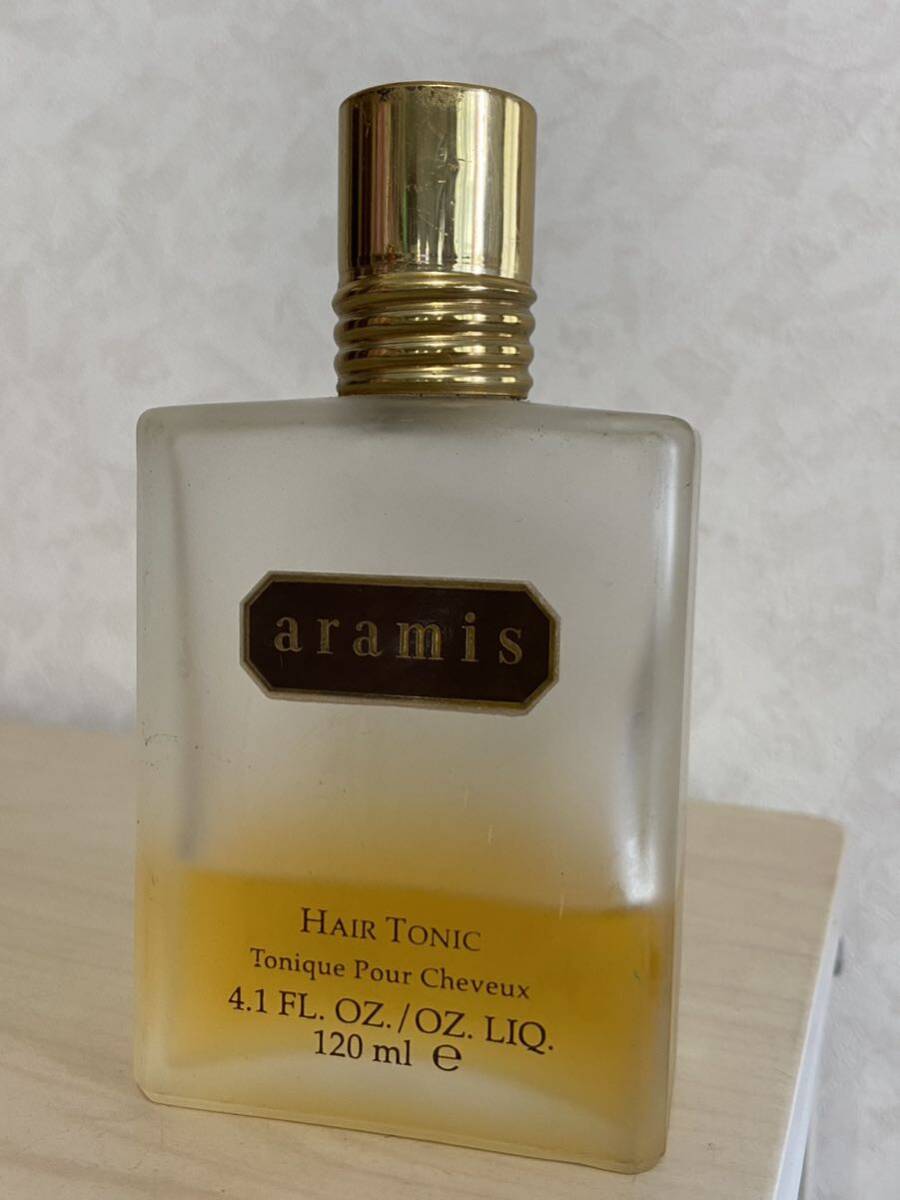 aramis
HAIR TONIC
Tonique Pour Cheveux
4.1 FL. OZ./OZ. LIQ.
120 ml ℮